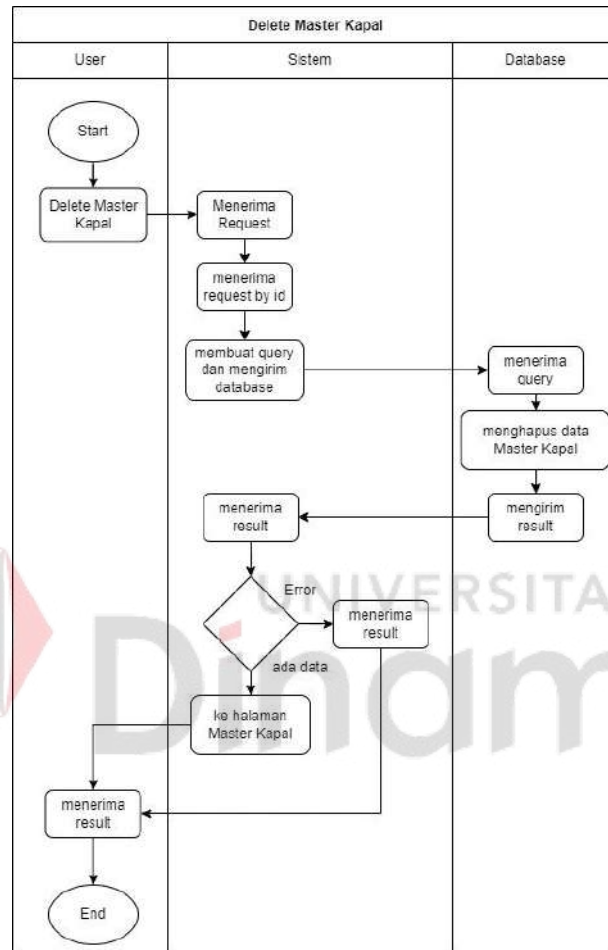 Delete Master Kapal
User
Sistem
Database
Start
Delete Master
Kapal
Menerima
Request
menerima
request by id
membuat query
dan mengirim
database
menerima
query
menghapus data
Master Kapal
mengirim
result
menerima
result
Error
menerima
result
ada data
ke halaman
Master Kapal
menerima
result
End
UNIVERSITA
Dinam